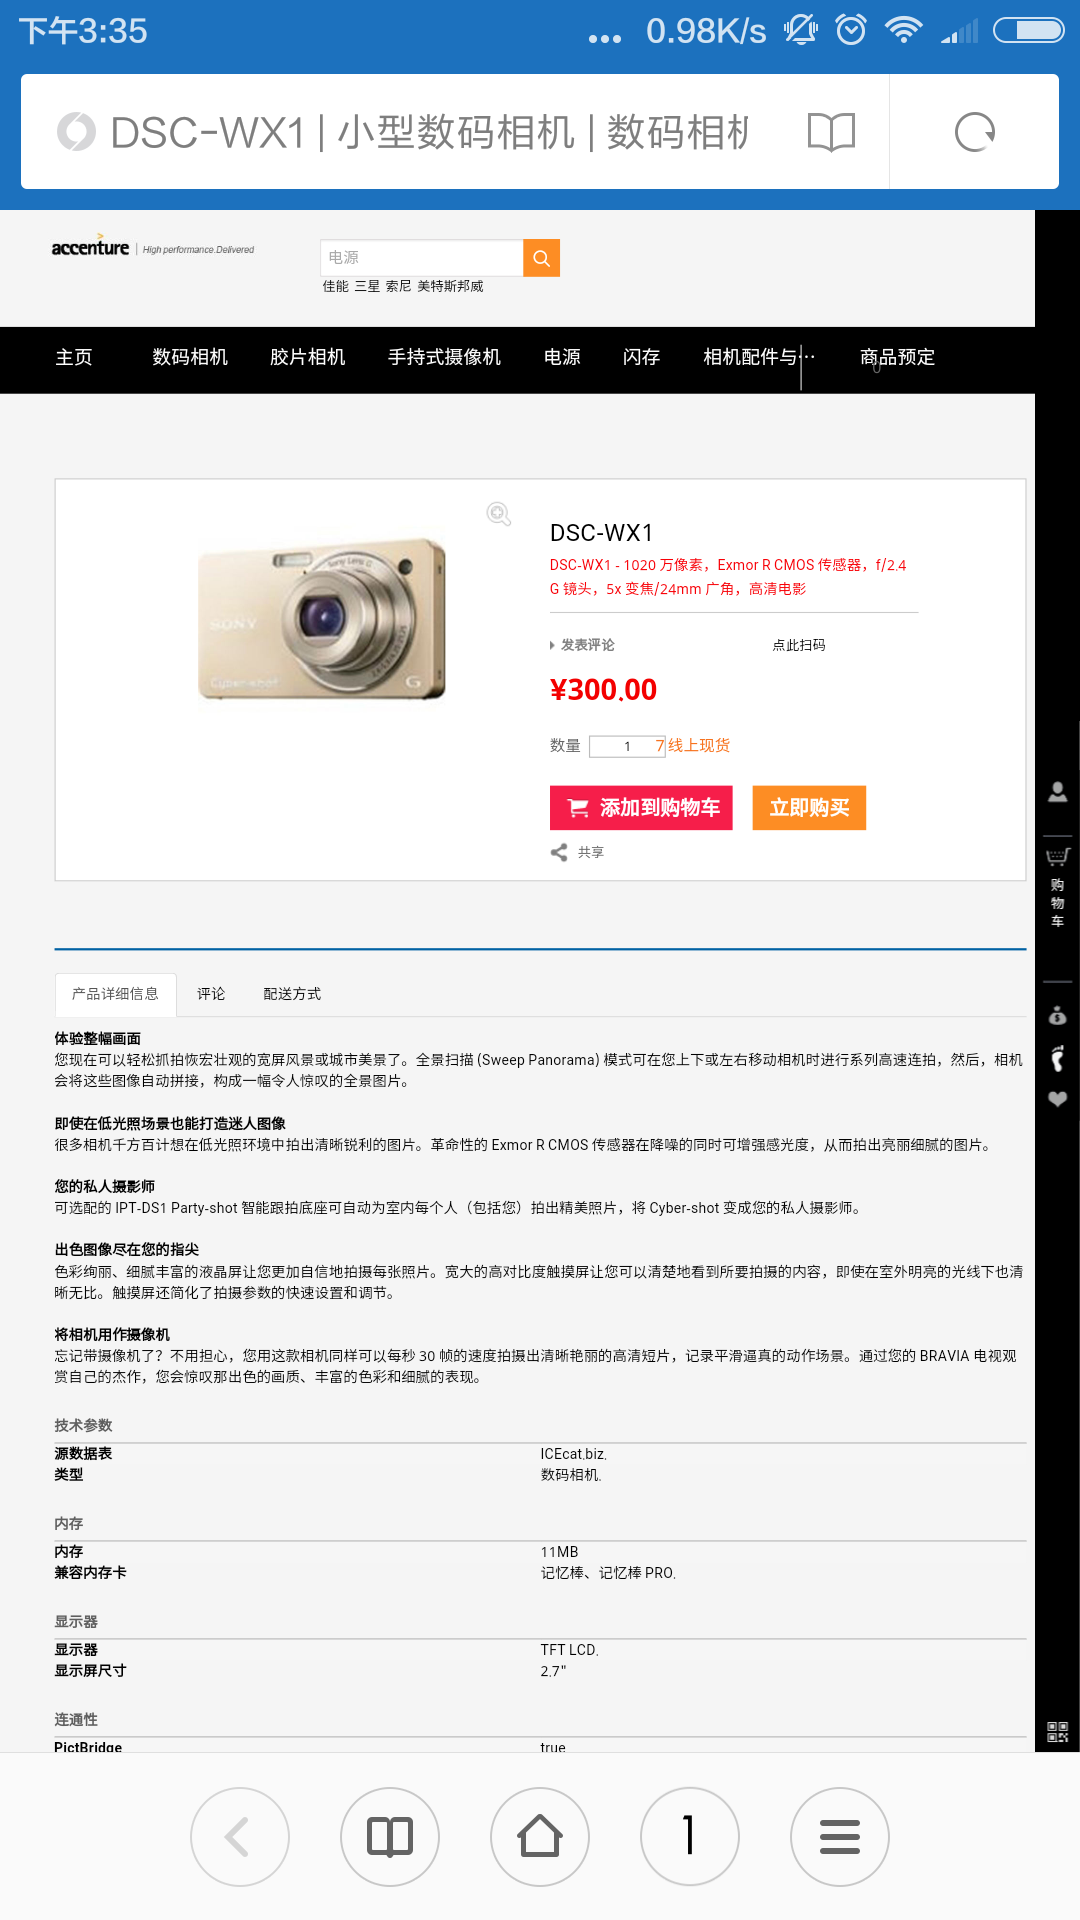 下午3:35
... 0.98K/s
DSC-WX1 | 小型数码相机 | 数码相机
accenture
High performance.Delivered
电源
佳能 三星 索尼 美特斯邦威
主页 数码相机 胶片相机 手持式摄像机 电源 闪存 相机配件与… 商品预定
0
SONY
Cyber-shot
Sony Lens G
G
DSC-WX1
DSC-WX1 - 1020 万像素，Exmor R CMOS 传感器，f/2.4
G 镜头，5x 变焦/24mm 广角，高清电影
发表评论 点此扫码
¥300.00
数量 1 7 线上现货
添加到购物车 立即购买
共享
购物车
产品详细信息 评论 配送方式
体验整幅画面
您现在可以轻松抓拍恢宏壮观的宽屏风景或城市美景了。全景扫描 (Sweep Panorama) 模式可在您上下或左右移动相机时进行系列高速连拍，然后，相机
会将这些图像自动拼接，构成一幅令人惊叹的全景图片。
即使在低光照场景也能打造迷人图像
很多相机千方百计想在低光照环境中拍出清晰锐利的图片。革命性的 Exmor R CMOS 传感器在降噪的同时可增强感光度，从而拍出亮丽细腻的图片。
您的私人摄影师
可选配的 IPT-DS1 Party-shot 智能跟拍底座可自动为室内每个人（包括您）拍出精美照片，将 Cyber-shot 变成您的私人摄影师。
出色图像尽在您的指尖
色彩绚丽、细腻丰富的液晶屏让您更加自信地拍摄每张照片。宽大的高对比度触摸屏让您可以清楚地看到所要拍摄的内容，即使在室外明亮的光线下也清
晰无比。触摸屏还简化了拍摄参数的快速设置和调节。
将相机用作摄像机
忘记带摄像机了？不用担心，您用这款相机同样可以每秒 30 帧的速度拍摄出清晰艳丽的高清短片，记录平滑逼真的动作场景。通过您的 BRAVIA 电视观
赏自己的杰作，您会惊叹那出色的画质、丰富的色彩和细腻的表现。
技术参数
源数据表 ICEcat.biz.
类型 数码相机.
内存
内存 11MB
兼容内存卡 记忆棒、记忆棒 PRO.
显示器
显示器 TFT LCD.
显示屏尺寸 2.7"
连通性
PictBridge true
1